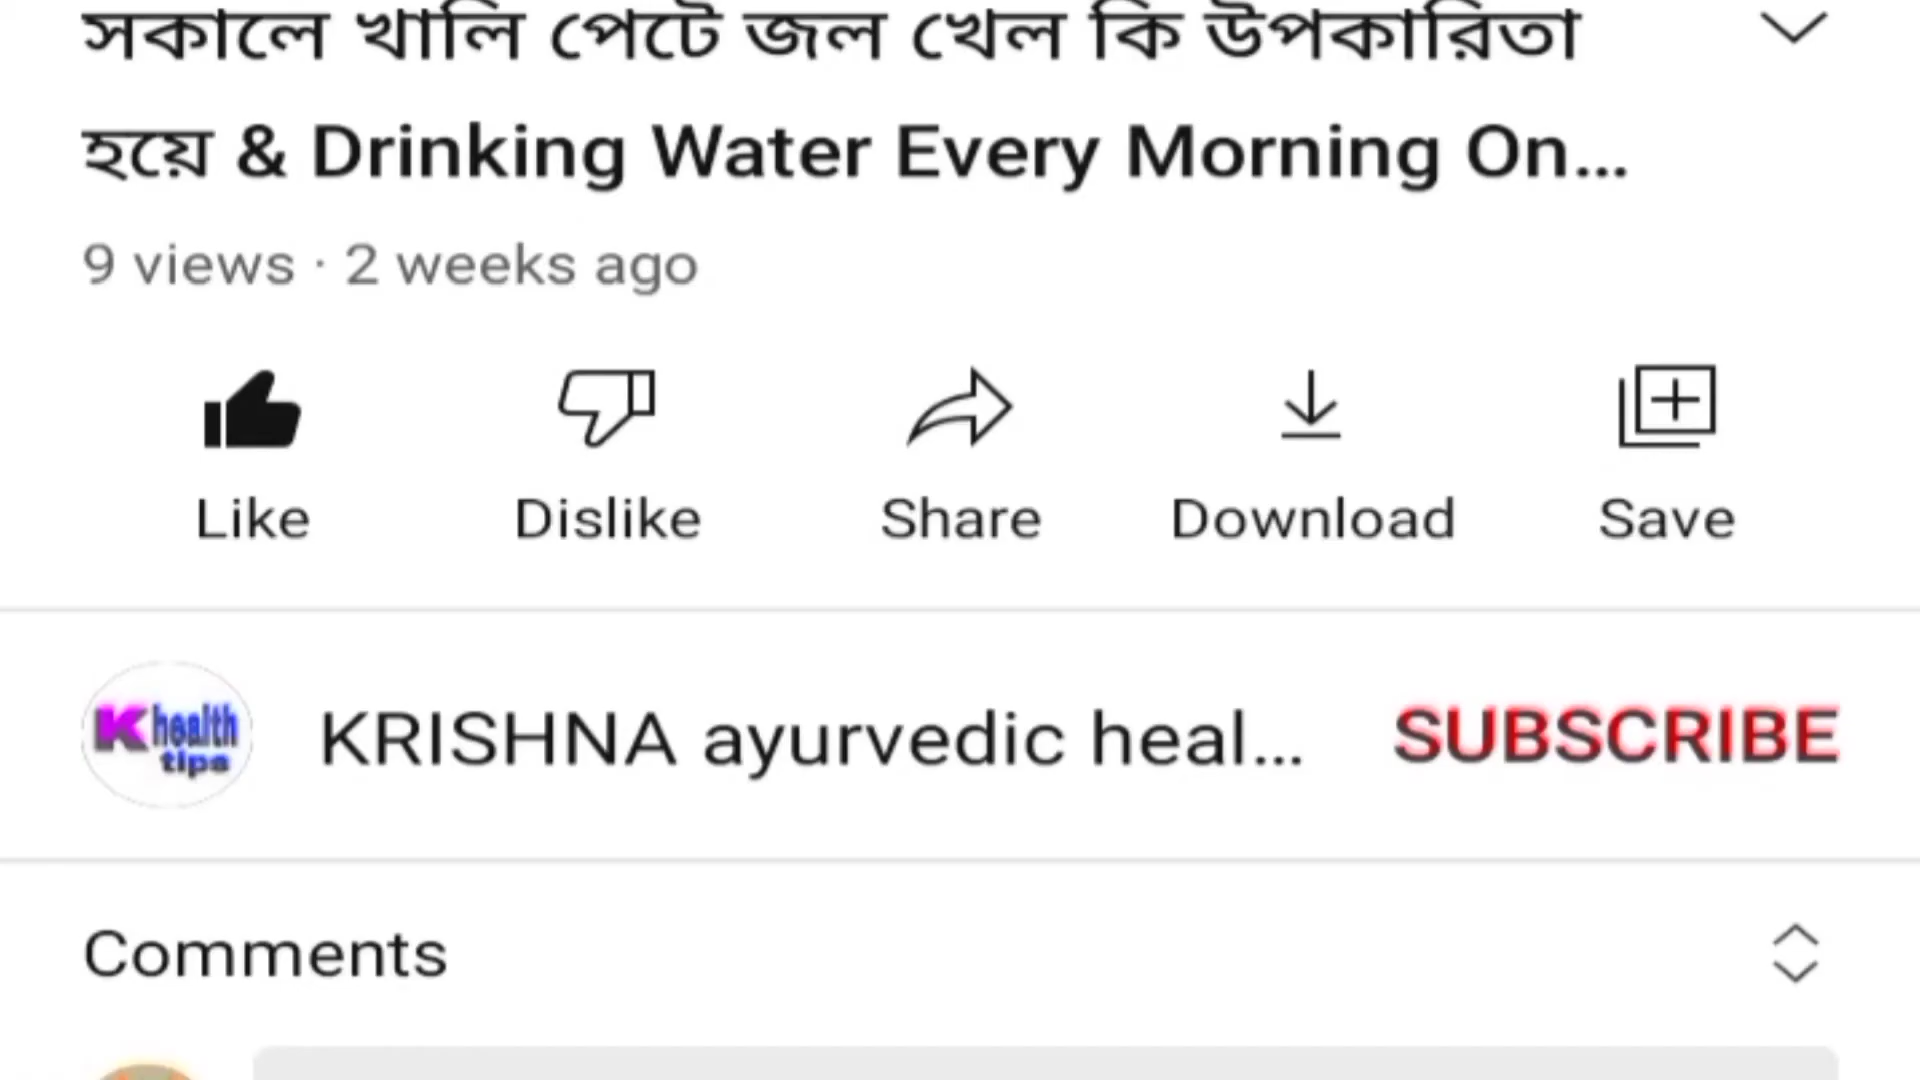 সকালে খালি পেটে জল খেল কি উপকারিতা
হয়ে & Drinking Water Every Morning On...
9 views · 2 weeks ago
Like Dislike Share Download Save
K health
tips
KRISHNA ayurvedic heal... SUBSCRIBE
Comments